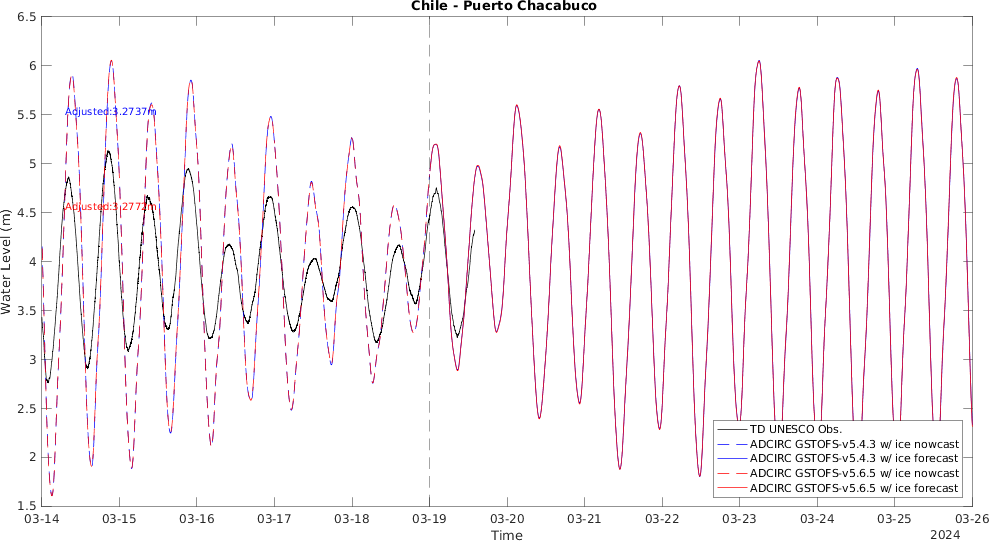 Chile - Puerto Chacabuco
6.5
6
5.5
5
4.5
4
3.5
3
2.5
2
1.5
Water Level (m)
Adjusted:3.2737m
Adjusted:3.2772m
TD UNESCO Obs.
ADCIRC GSTOFS-v5.4.3 w/ ice nowcast
ADCIRC GSTOFS-v5.4.3 w/ ice forecast
ADCIRC GSTOFS-v5.6.5 w/ ice nowcast
ADCIRC GSTOFS-v5.6.5 w/ ice forecast
03-14 03-15 03-16 03-17 03-18 03-19 03-20 03-21 03-22 03-23 03-24 03-25 03-26
Time
2024